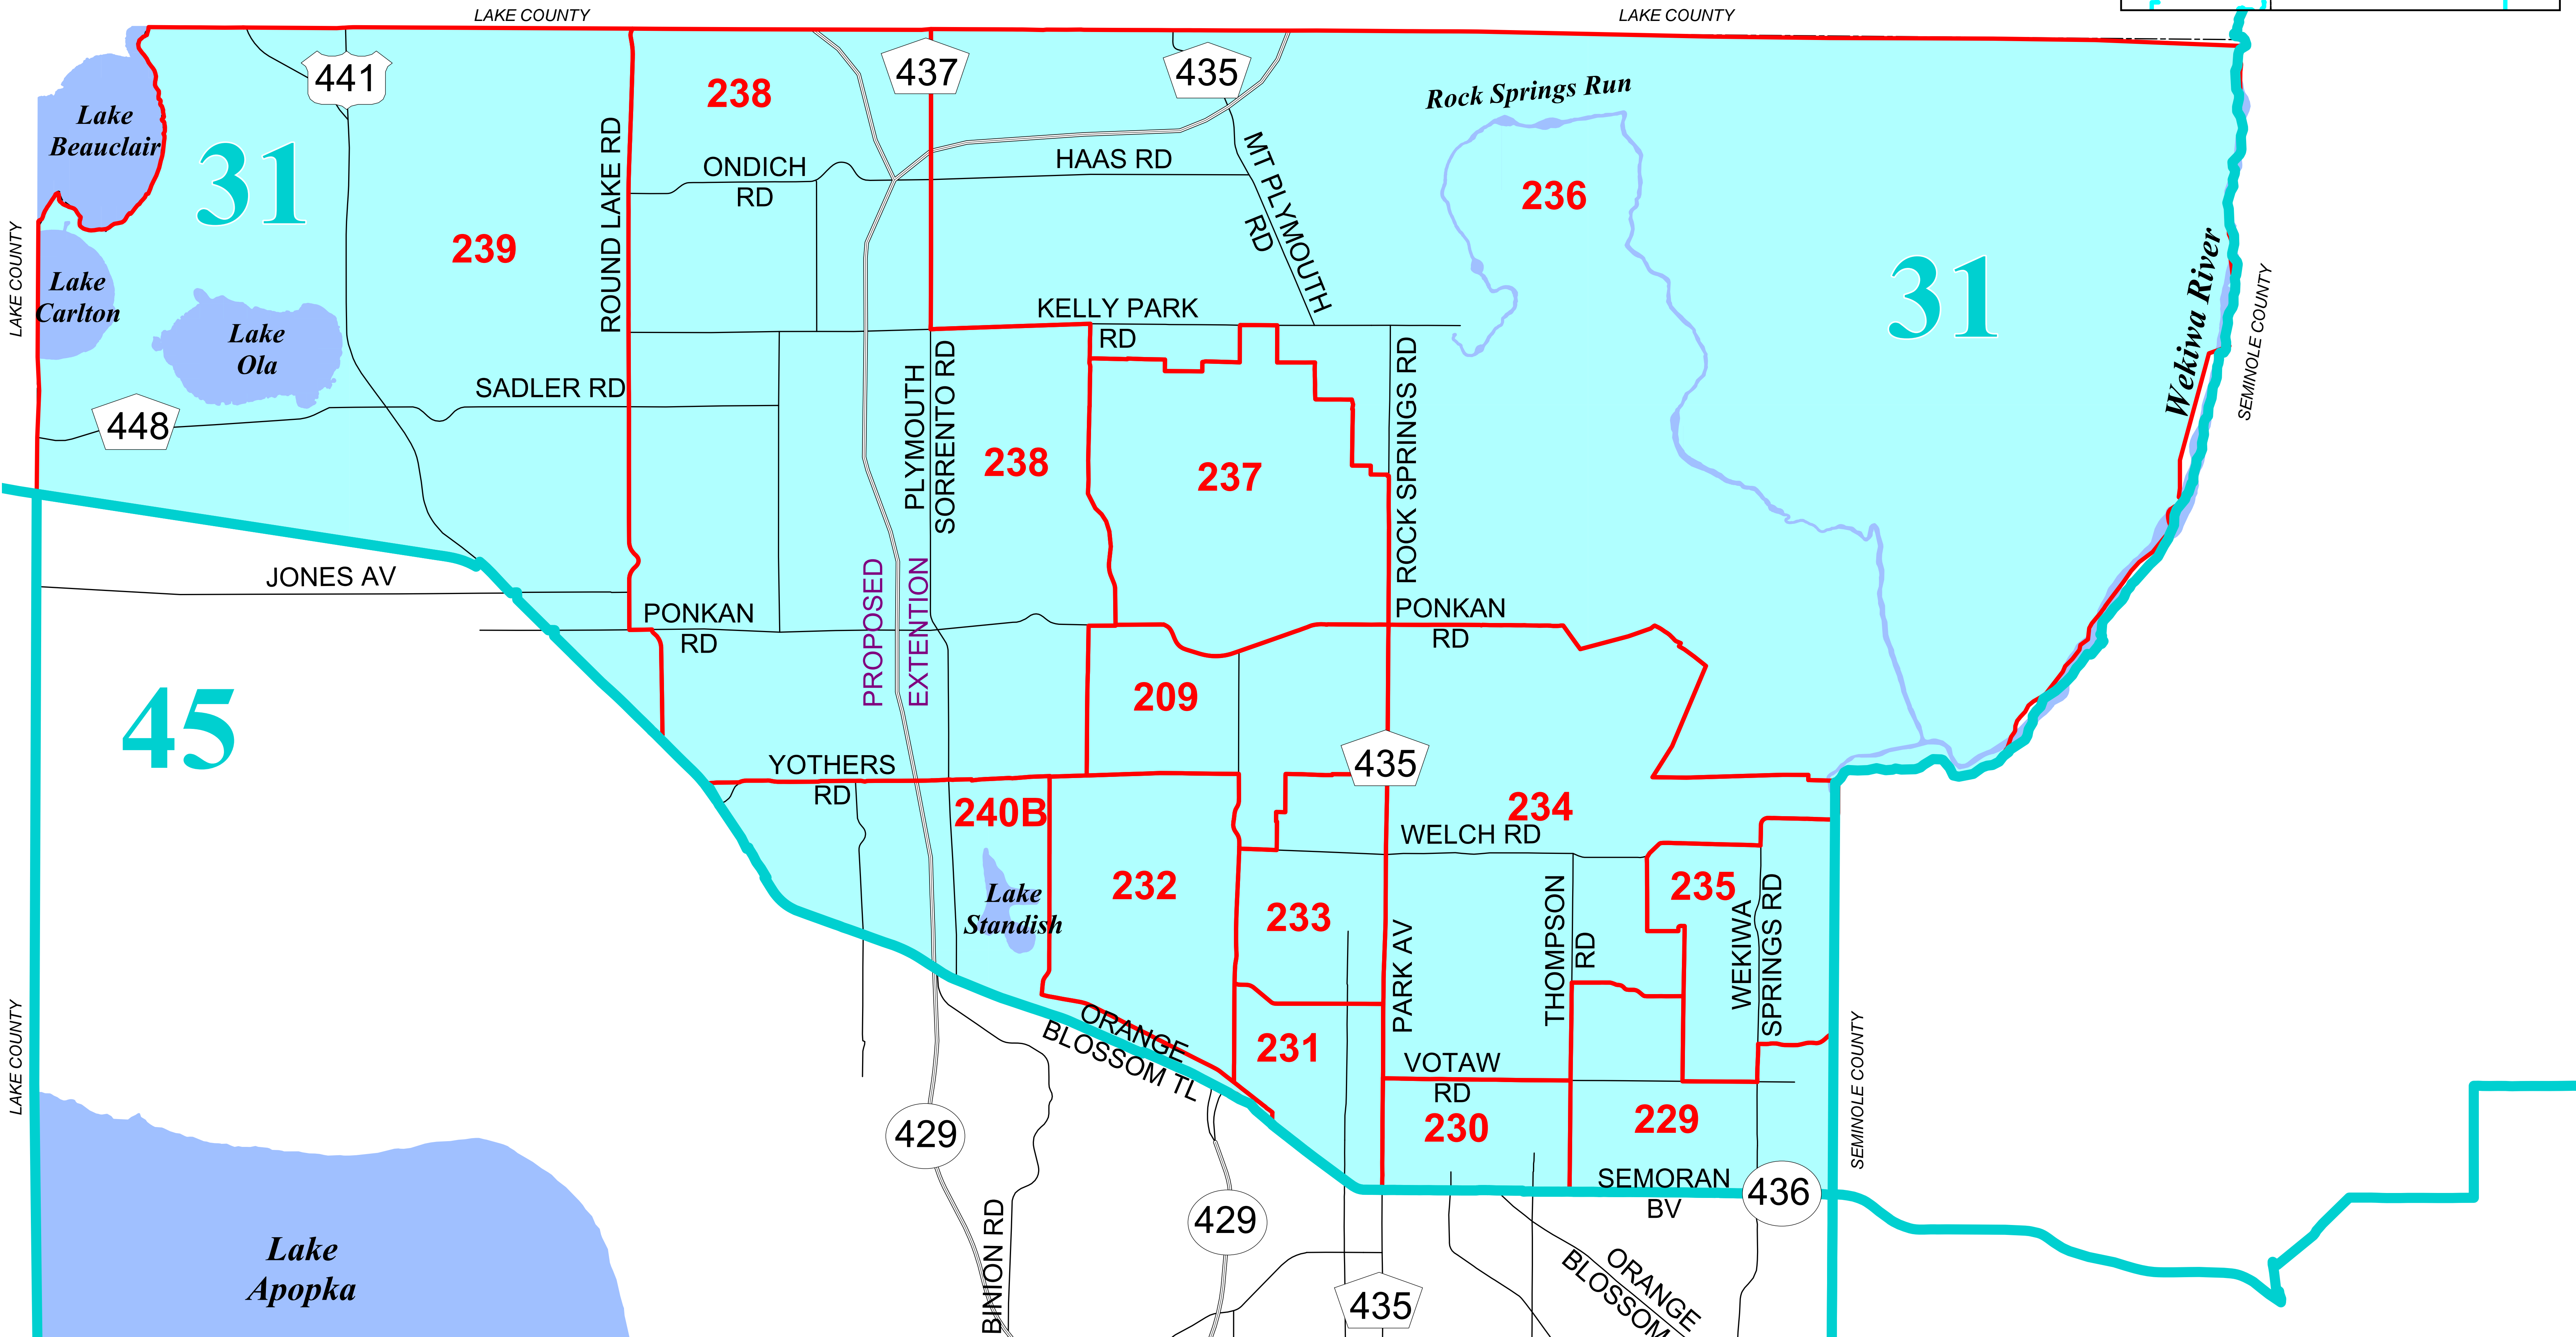 LAKE COUNTY
LAKE COUNTY
441
437
435
238
Rock Springs Run
Lake
Beauclair
31
ROUND LAKE RD
ONDICH
RD
HAAS RD
MT PLYMOUTH
RD
236
239
LAKE COUNTY
Lake
Carlton
Lake
Ola
KELLY PARK
RD
31
Wekiwa River
SEMINOLE COUNTY
SADLER RD
448
PLYMOUTH
SORRENTO RD
238
237
ROCK SPRINGS RD
JONES AV
PROPOSED
EXTENTION
PONKAN
RD
PONKAN
RD
45
209
YOTHERS
RD
435
240B
234
WELCH RD
Lake
Standish
232
233
235
THOMPSON
RD
WEKIWA
SPRINGS RD
PARK AV
LAKE COUNTY
ORANGE
BLOSSOM TL
231
VOTAW
RD
230
229
SEMINOLE COUNTY
429
SEMORAN
BV
436
429
BINION RD
Lake
Apopka
435
ORANGE
BLOSSOM